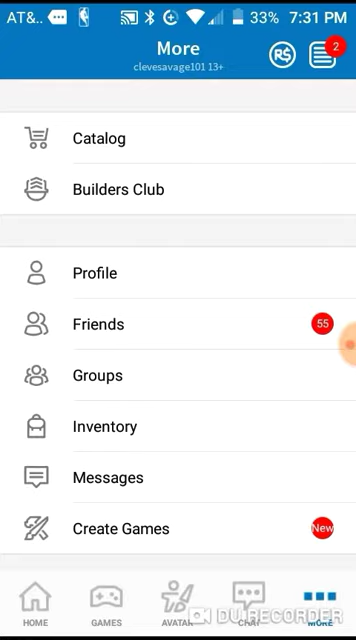 AT&.. 33% 7:31 PM
More
clevesavage101 13+
R$
2
Catalog
Builders Club
Profile
Friends 55
Groups
Inventory
Messages
Create Games New
HOME GAMES AVATAR CHAT MORE
DU RECORDER